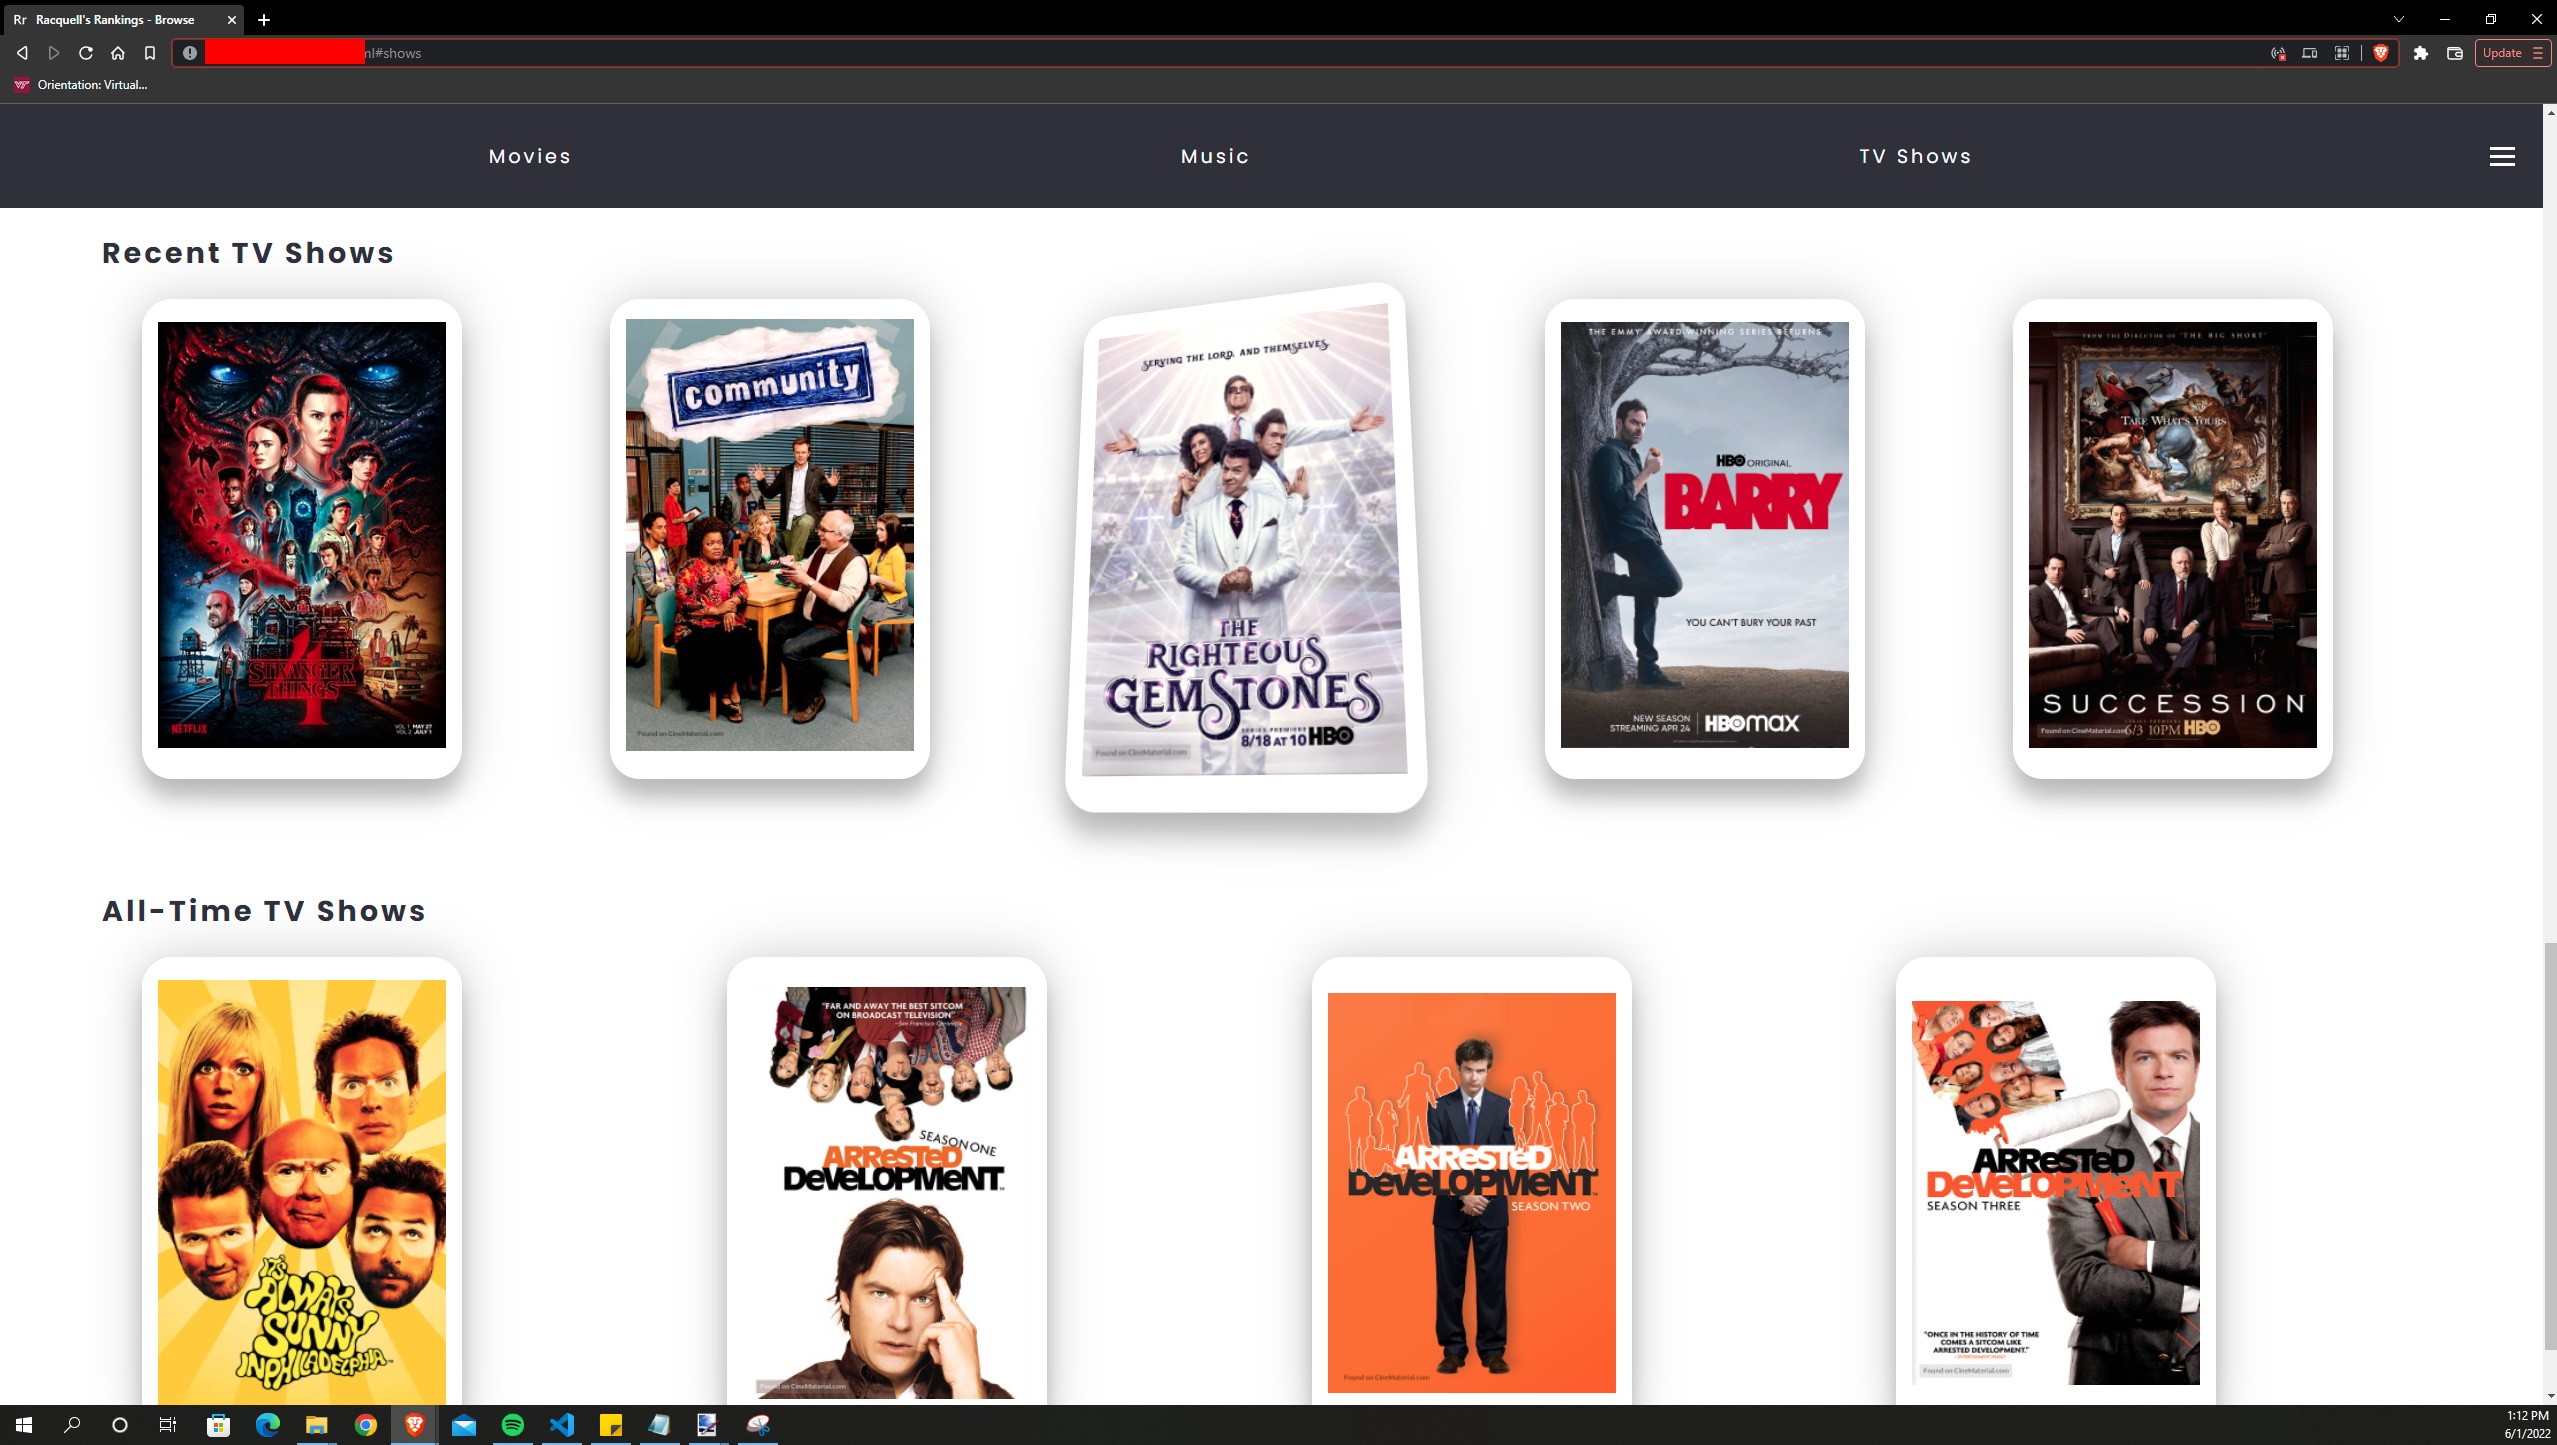 Rr Racquell's Rankings - Browse
ml#shows
Update
Orientation: Virtual...
Movies Music TV Shows
Recent TV Shows
STRANGER
THINGS
4
NETFLIX
VOL 1 MAY 27
VOL 2 JULY 1
community
Found on CineMaterial.com
SERVING THE LORD. AND THEMSELVES
THE
RIGHTEOUS
GEMSTONES
SERIES PREMIERE
8/18 AT 10 HBO
Found on CineMaterial.com
THE EMMY AWARD-WINNING SERIES RETURNS
HBO ORIGINAL
BARRY
YOU CAN'T BURY YOUR PAST
NEW SEASON
STREAMING APR 24
HBOmax
FROM THE DIRECTOR OF "THE BIG SHORT"
TAKE WHAT'S YOURS
SUCCESSION
SERIES PREMIERE
6/3 10PM HBO
Found on CineMaterial.com
All-Time TV Shows
IT'S
ALWAYS
SUNNY
IN PHILADELPHIA™
"FAR AND AWAY THE BEST SITCOM
ON BROADCAST TELEVISION"
-San Francisco Chronicle
SEASON ONE
ARReSTeD
DeVeLOPMeNT™
Found on CineMaterial.com
ARReSTeD
DeVeLOPMeNT™
SEASON TWO
Found on CineMaterial.com
ARReSTeD
DeVeLOPMeNT
SEASON THREE
"ONCE IN THE HISTORY OF TIME
COMES A SITCOM LIKE
ARRESTED DEVELOPMENT."
Found on CineMaterial.com
1:12 PM
6/1/2022